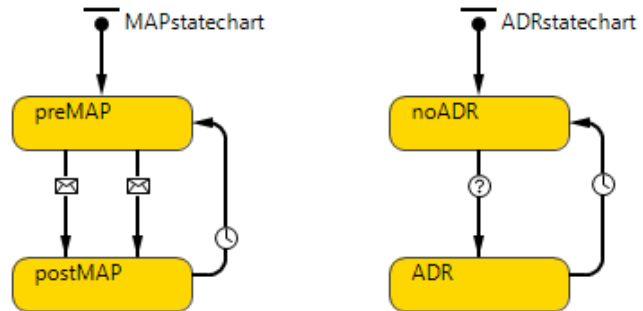 MAPstatechart
preMAP
postMAP
ADRstatechart
noADR
?
ADR